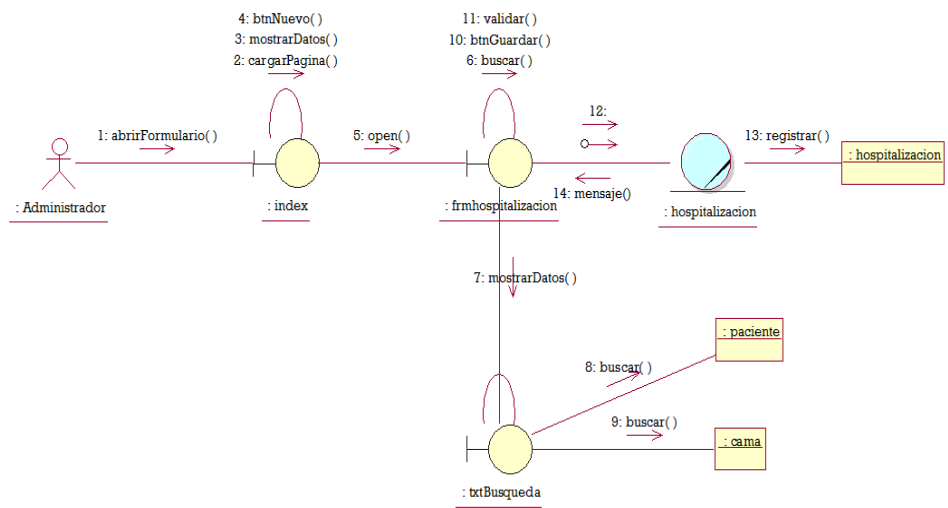 4: btnNuevo( )
3: mostrarDatos( )
2: cargarPagina( )
11: validar( )
10: btnGuardar( )
6: buscar( )
1: abrirFormulario( )
5: open( )
12:
13: registrar( )
14: mensaje()
: hospitalizacion
: Administrador
: index
: frmhospitalizacion
: hospitalizacion
7: mostrarDatos( )
: paciente
8: buscar( )
9: buscar( )
: cama
: txtBusqueda